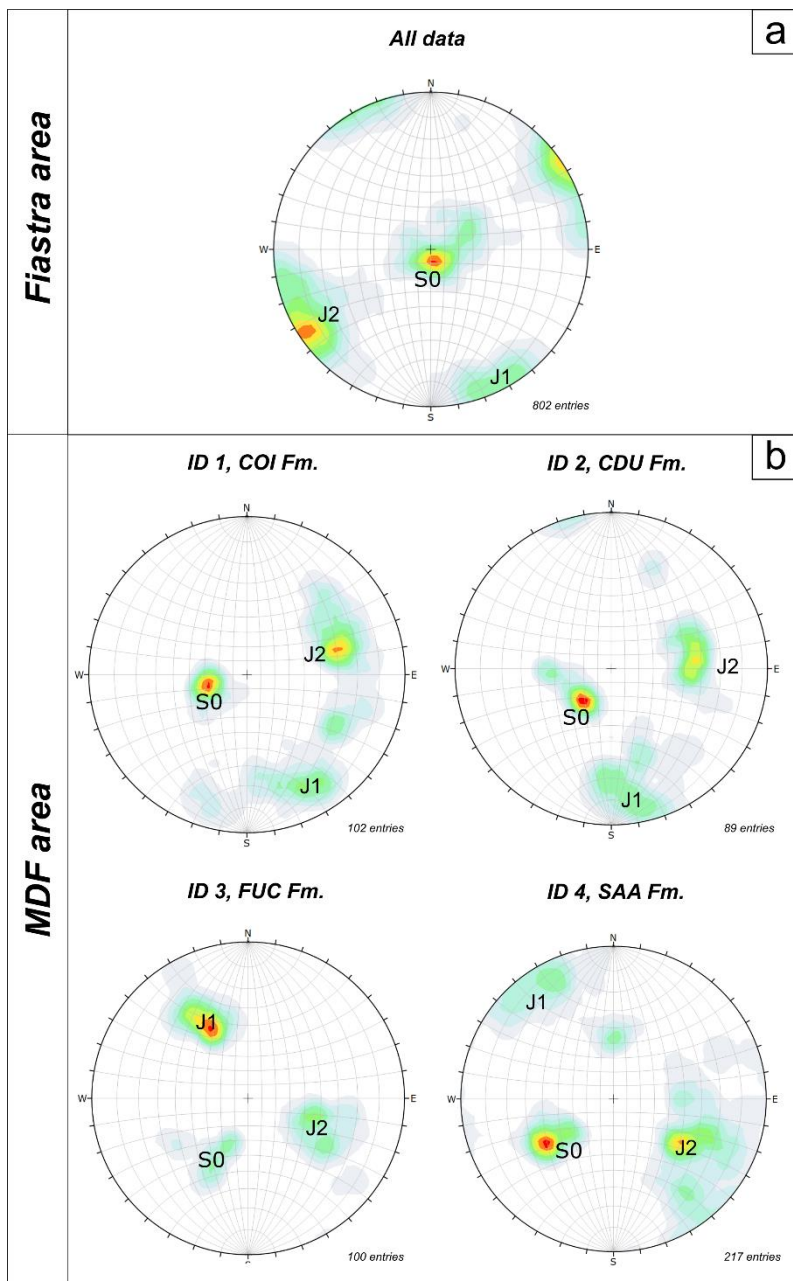 Fiastra area
a
All data
N
W
E
S
S0
J2
J1
802 entries
MDF area
b
ID 1, COI Fm.
N
W
E
S
J2
S0
J1
102 entries
ID 2, CDU Fm.
N
W
E
S
J2
S0
J1
89 entries
ID 3, FUC Fm.
N
W
E
S
J1
J2
S0
100 entries
ID 4, SAA Fm.
N
W
E
S
J1
S0
J2
217 entries